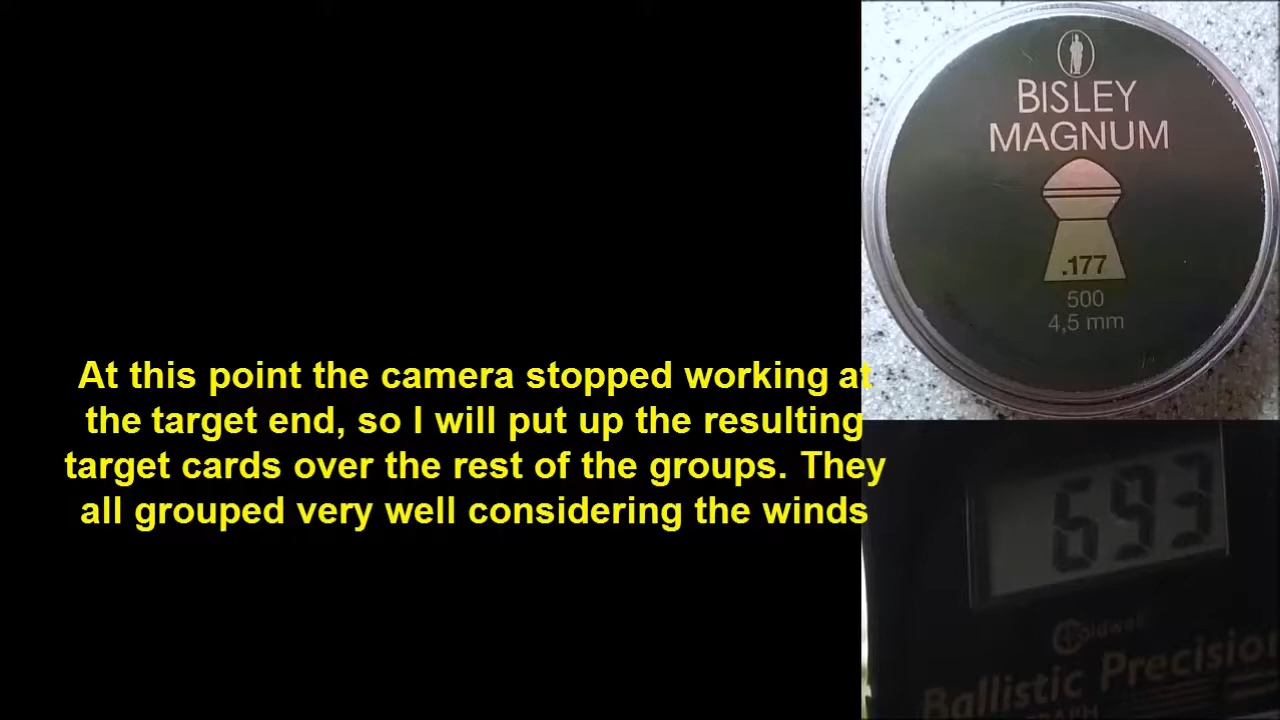 At this point the camera stopped working at
the target end, so I will put up the resulting
target cards over the rest of the groups. They
all grouped very well considering the winds
BISLEY
MAGNUM
.177
500
4,5 mm
693
Coldwell
Ballistic Precision